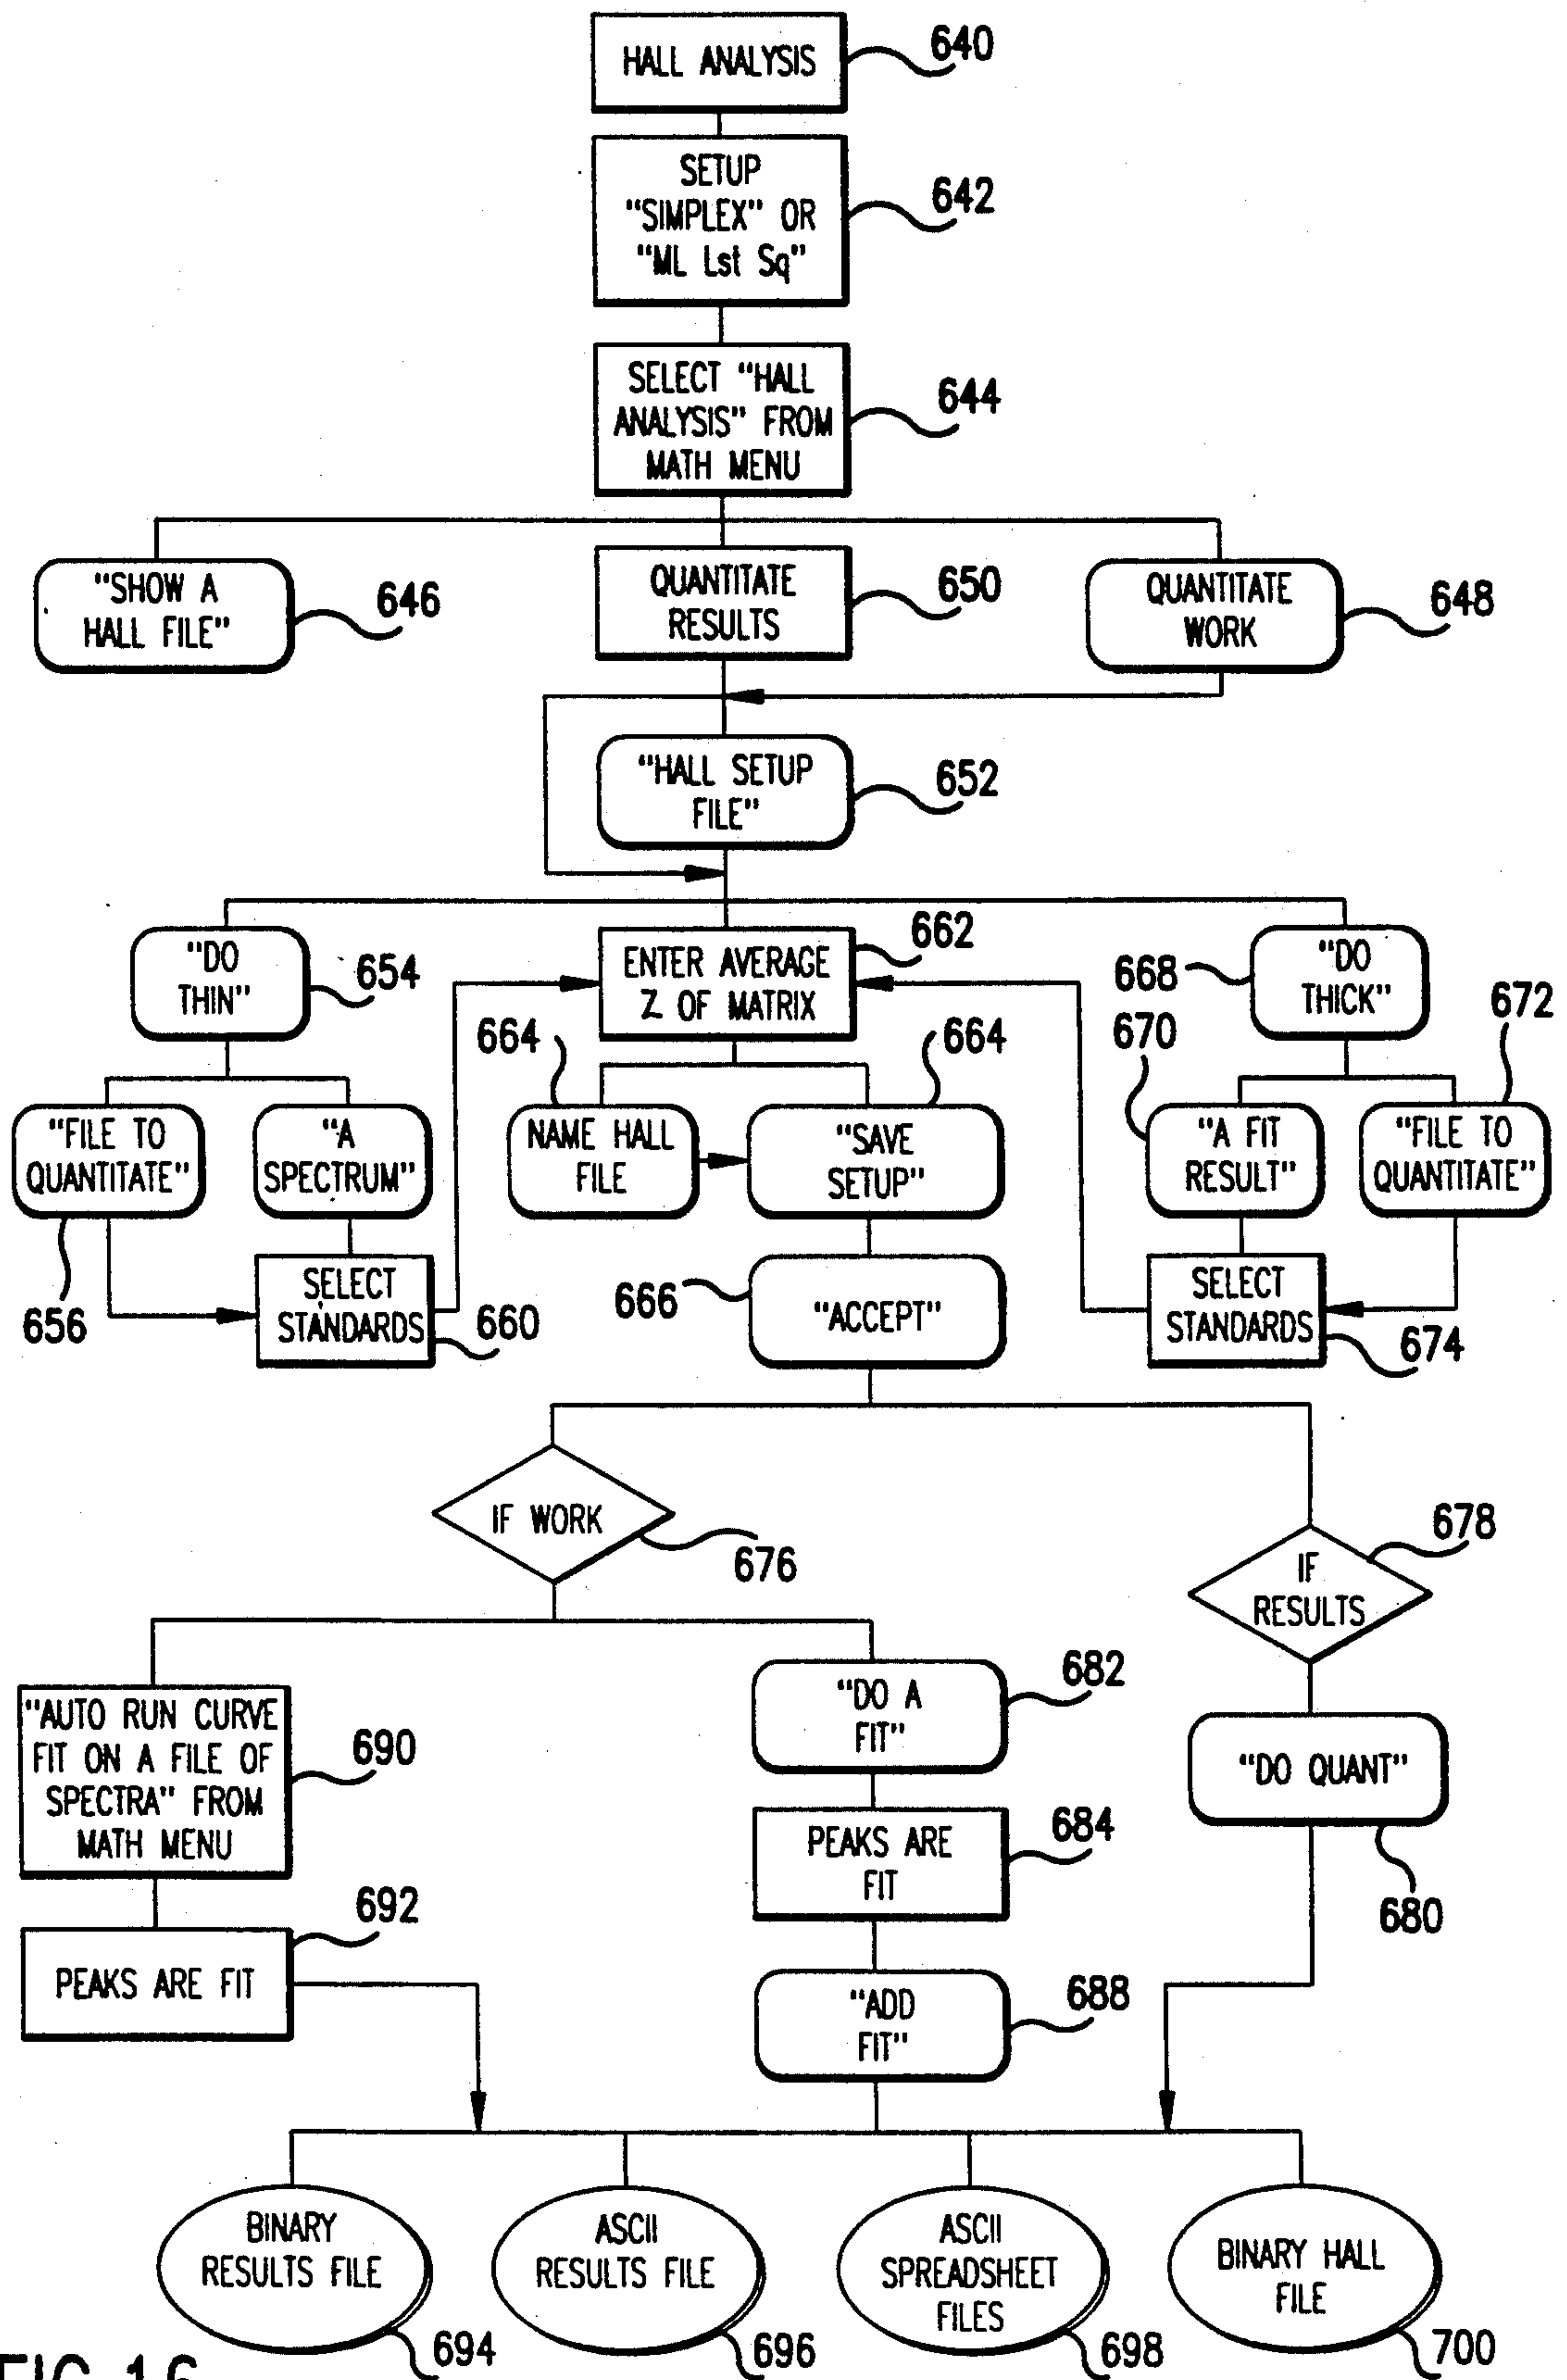 HALL ANALYSIS
640
SETUP
"SIMPLEX" OR
"ML Lst Sq"
642
SELECT "HALL
ANALYSIS" FROM
MATH MENU
644
"SHOW A
HALL FILE"
646
QUANTITATE
RESULTS
650
QUANTITATE
WORK
648
"HALL SETUP
FILE"
652
"DO
THIN"
654
ENTER AVERAGE
Z OF MATRIX
662
668
"DO
THICK"
"FILE TO
QUANTITATE"
656
"A
SPECTRUM"
SELECT
STANDARDS
660
664
NAME HALL
FILE
664
"SAVE
SETUP"
666
"ACCEPT"
670
"A FIT
RESULT"
672
"FILE TO
QUANTITATE"
SELECT
STANDARDS
674
IF WORK
676
678
IF
RESULTS
"AUTO RUN CURVE
FIT ON A FILE OF
SPECTRA" FROM
MATH MENU
690
"DO A
FIT"
682
"DO QUANT"
680
PEAKS ARE
FIT
684
692
PEAKS ARE FIT
"ADD
FIT"
688
BINARY
RESULTS FILE
694
ASCII
RESULTS FILE
696
ASCII
SPREADSHEET
FILES
698
BINARY HALL
FILE
700
FIG.16